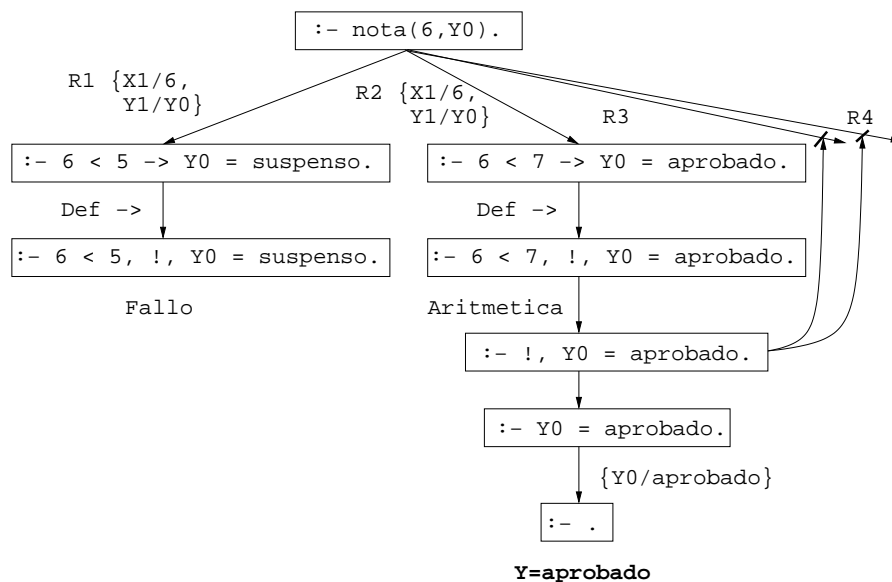 :- nota(6,Y0).
R1 {X1/6,
Y1/Y0}
R2 {X1/6,
Y1/Y0}
R3
R4
:- 6 < 5 -> Y0 = suspenso.
:- 6 < 7 -> Y0 = aprobado.
Def ->
Def ->
:- 6 < 5, !, Y0 = suspenso.
:- 6 < 7, !, Y0 = aprobado.
Fallo
Aritmetica
:- !, Y0 = aprobado.
:- Y0 = aprobado.
{Y0/aprobado}
:- .
Y=aprobado